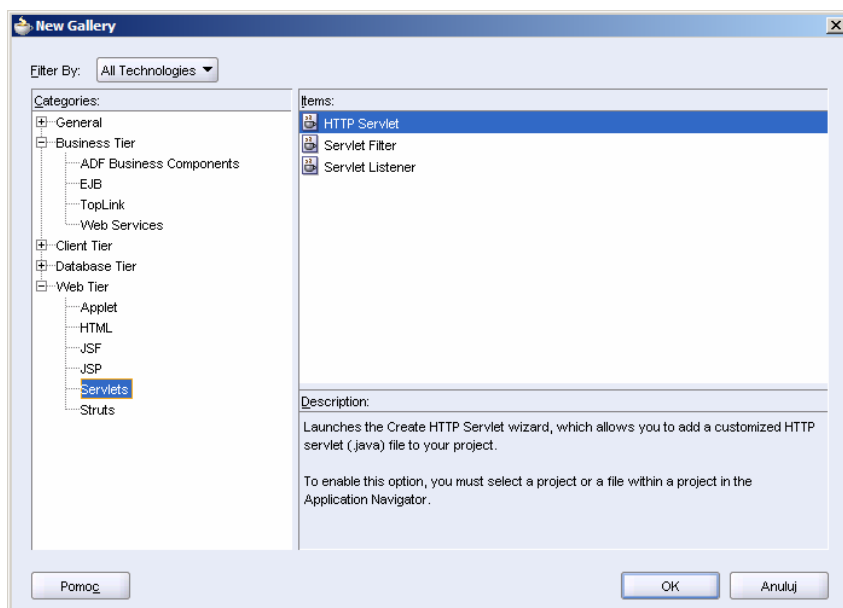 New Gallery
Filter By: All Technologies
Categories:
General
Business Tier
ADF Business Components
EJB
TopLink
Web Services
Client Tier
Database Tier
Web Tier
Applet
HTML
JSF
JSP
Servlets
Struts
Items:
HTTP Servlet
Servlet Filter
Servlet Listener
Description:
Launches the Create HTTP Servlet wizard, which allows you to add a customized HTTP
servlet (.java) file to your project.
To enable this option, you must select a project or a file within a project in the
Application Navigator.
Pomoc
OK
Anuluj